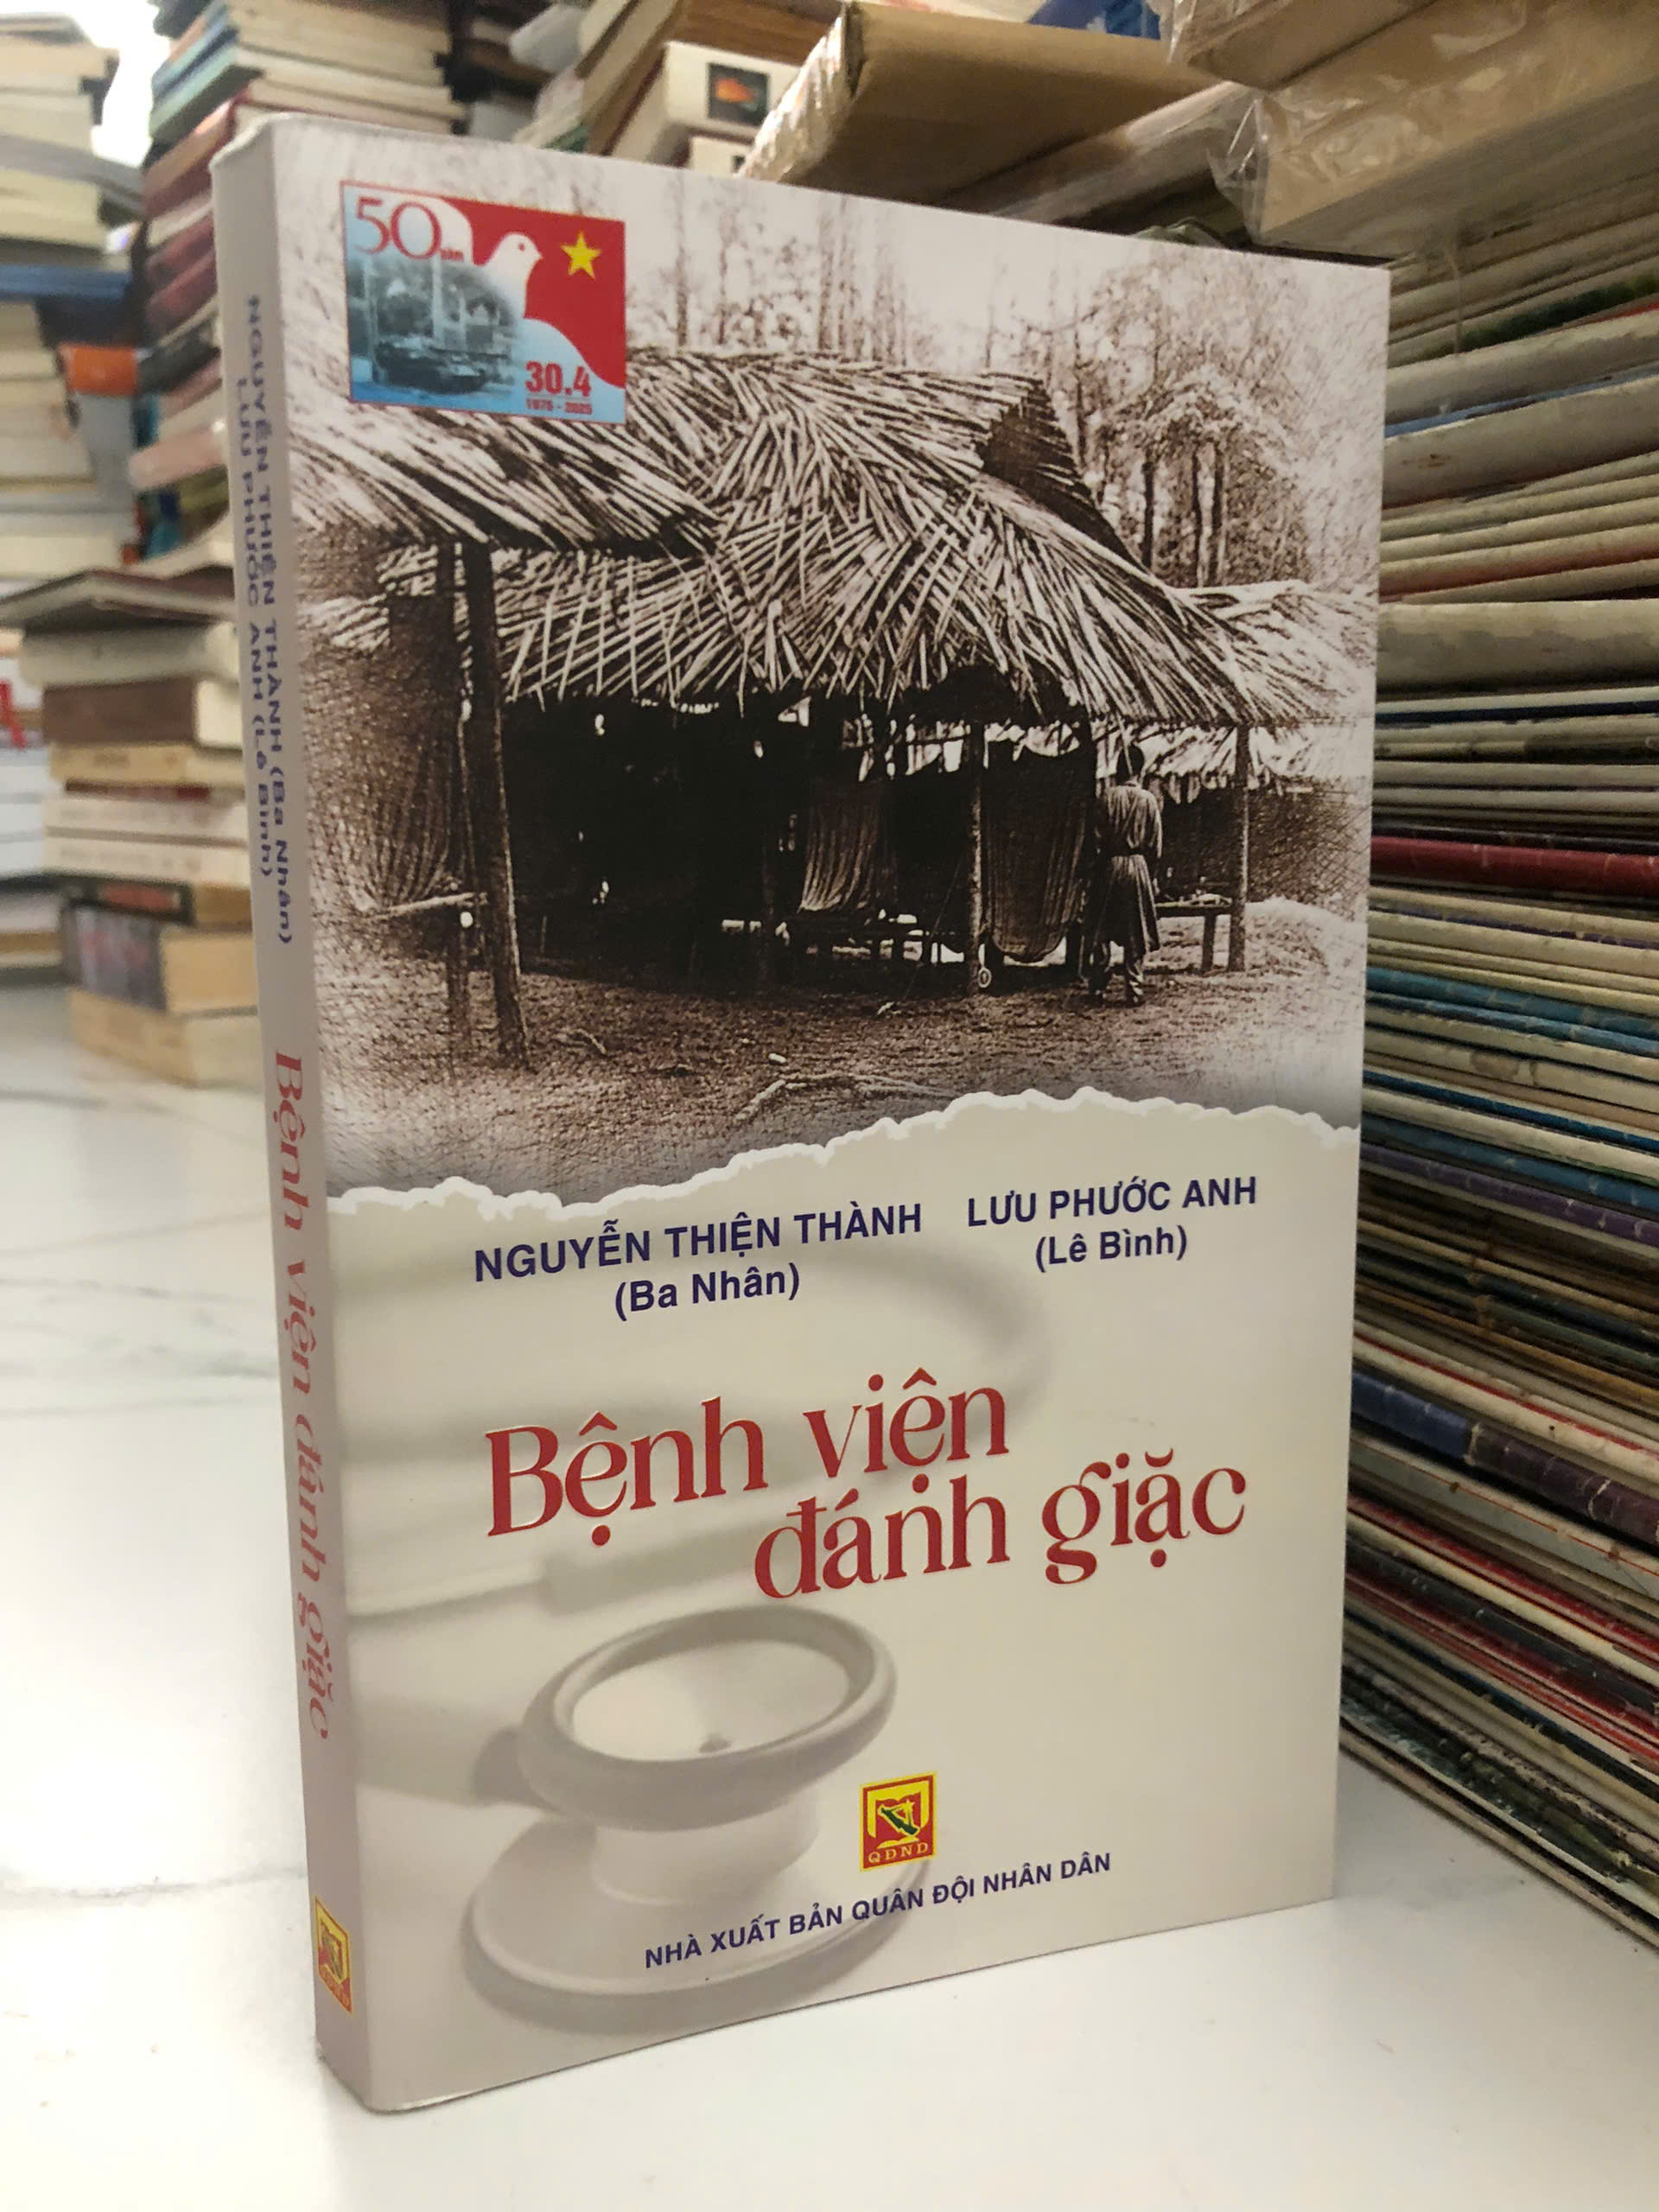 50 năm
30.4
1975 - 2025
NGUYỄN THIỆN THÀNH
(Ba Nhân)
LƯU PHƯỚC ANH
(Lê Bình)
Bệnh viện
đánh giặc
QĐND
NHÀ XUẤT BẢN QUÂN ĐỘI NHÂN DÂN
NGUYỄN THIỆN THÀNH (Ba Nhân)
LƯU PHƯỚC ANH (Lê Bình)
Bệnh viện đánh giặc
QĐND